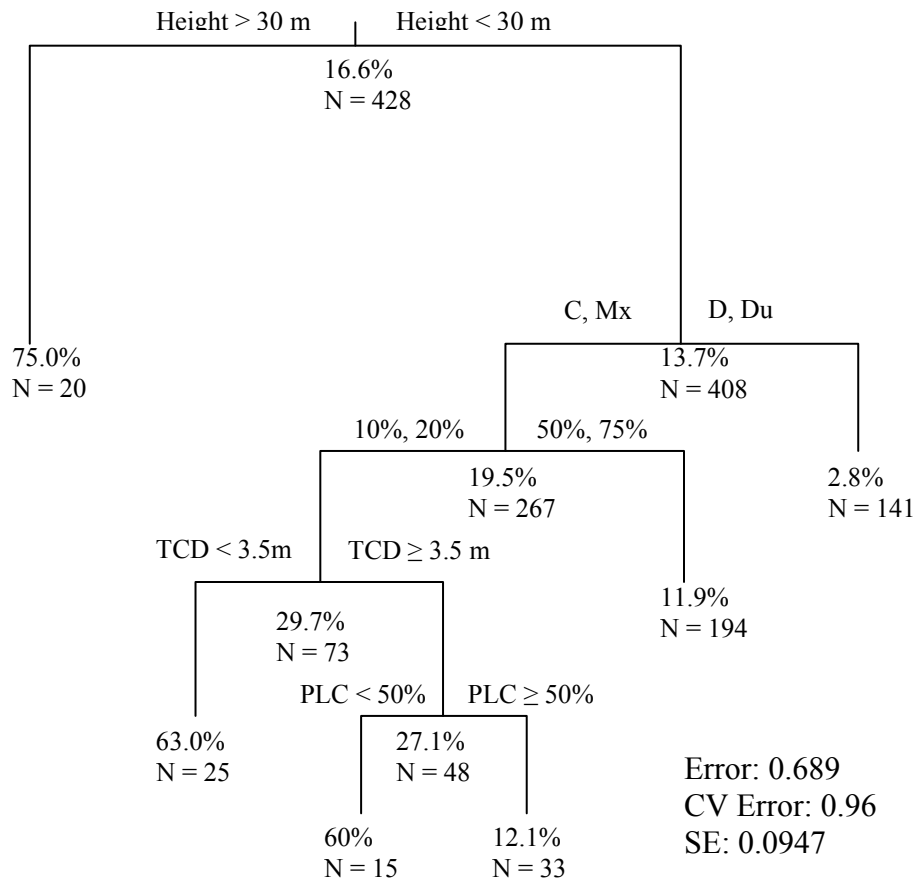 Height > 30 m
Height < 30 m
16.6%
N = 428
C, Mx
D, Du
75.0%
N = 20
13.7%
N = 408
10%, 20%
50%, 75%
19.5%
N = 267
2.8%
N = 141
TCD < 3.5m
TCD ≥ 3.5 m
29.7%
N = 73
11.9%
N = 194
PLC < 50%
PLC ≥ 50%
63.0%
N = 25
27.1%
N = 48
60%
N = 15
12.1%
N = 33
Error: 0.689
CV Error: 0.96
SE: 0.0947